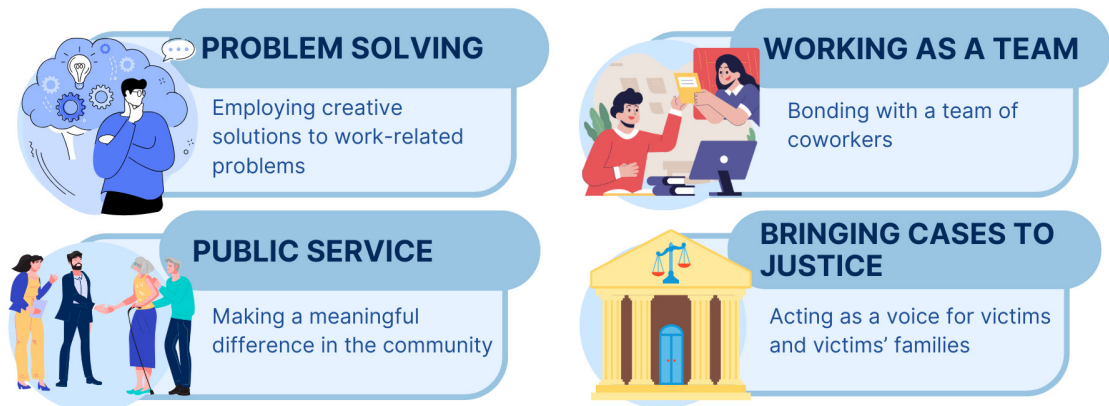 PROBLEM SOLVING
Employing creative
solutions to work-related
problems
WORKING AS A TEAM
Bonding with a team of
coworkers
PUBLIC SERVICE
Making a meaningful
difference in the community
BRINGING CASES TO
JUSTICE
Acting as a voice for victims
and victims’ families